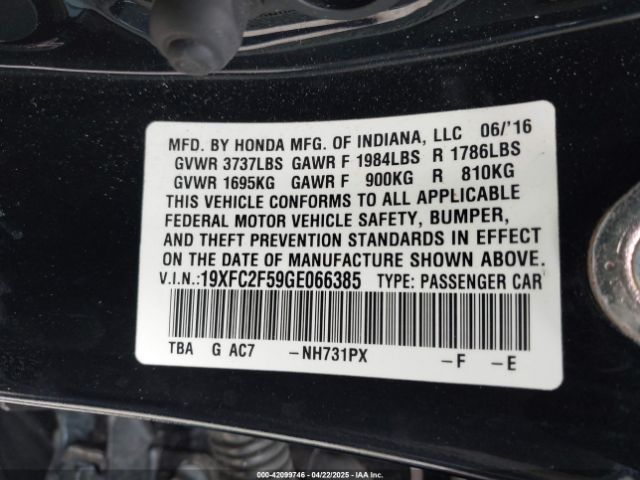 MFD. BY HONDA MFG. OF INDIANA, LLC 06/'16
GVWR 3737LBS GAWR F 1984LBS R 1786LBS
GVWR 1695KG GAWR F 900KG R 810KG
THIS VEHICLE CONFORMS TO ALL APPLICABLE
FEDERAL MOTOR VEHICLE SAFETY, BUMPER,
AND THEFT PREVENTION STANDARDS IN EFFECT
ON THE DATE OF MANUFACTURE SHOWN ABOVE.
V.I.N.:19XFC2F59GE066385 TYPE: PASSENGER CAR
TBA G AC7 -NH731PX -F -E
000-42099746 - 04/22/2025 - IAA Inc.